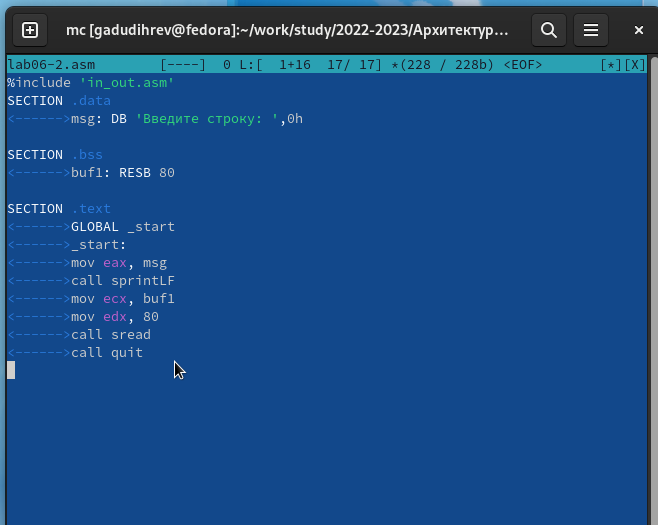 mc [gadudihrev@fedora]:~/work/study/2022-2023/Архитектур...
lab06-2.asm [----] 0 L:[ 1+16 17/ 17] *(228 / 228b) <EOF> [*][X]
%include 'in_out.asm'
SECTION .data
<------>msg: DB 'Введите строку: ',0h
SECTION .bss
<------>buf1: RESB 80
SECTION .text
<------>GLOBAL _start
<------>_start:
<------>mov eax, msg
<------>call sprintLF
<------>mov ecx, buf1
<------>mov edx, 80
<------>call sread
<------>call quit